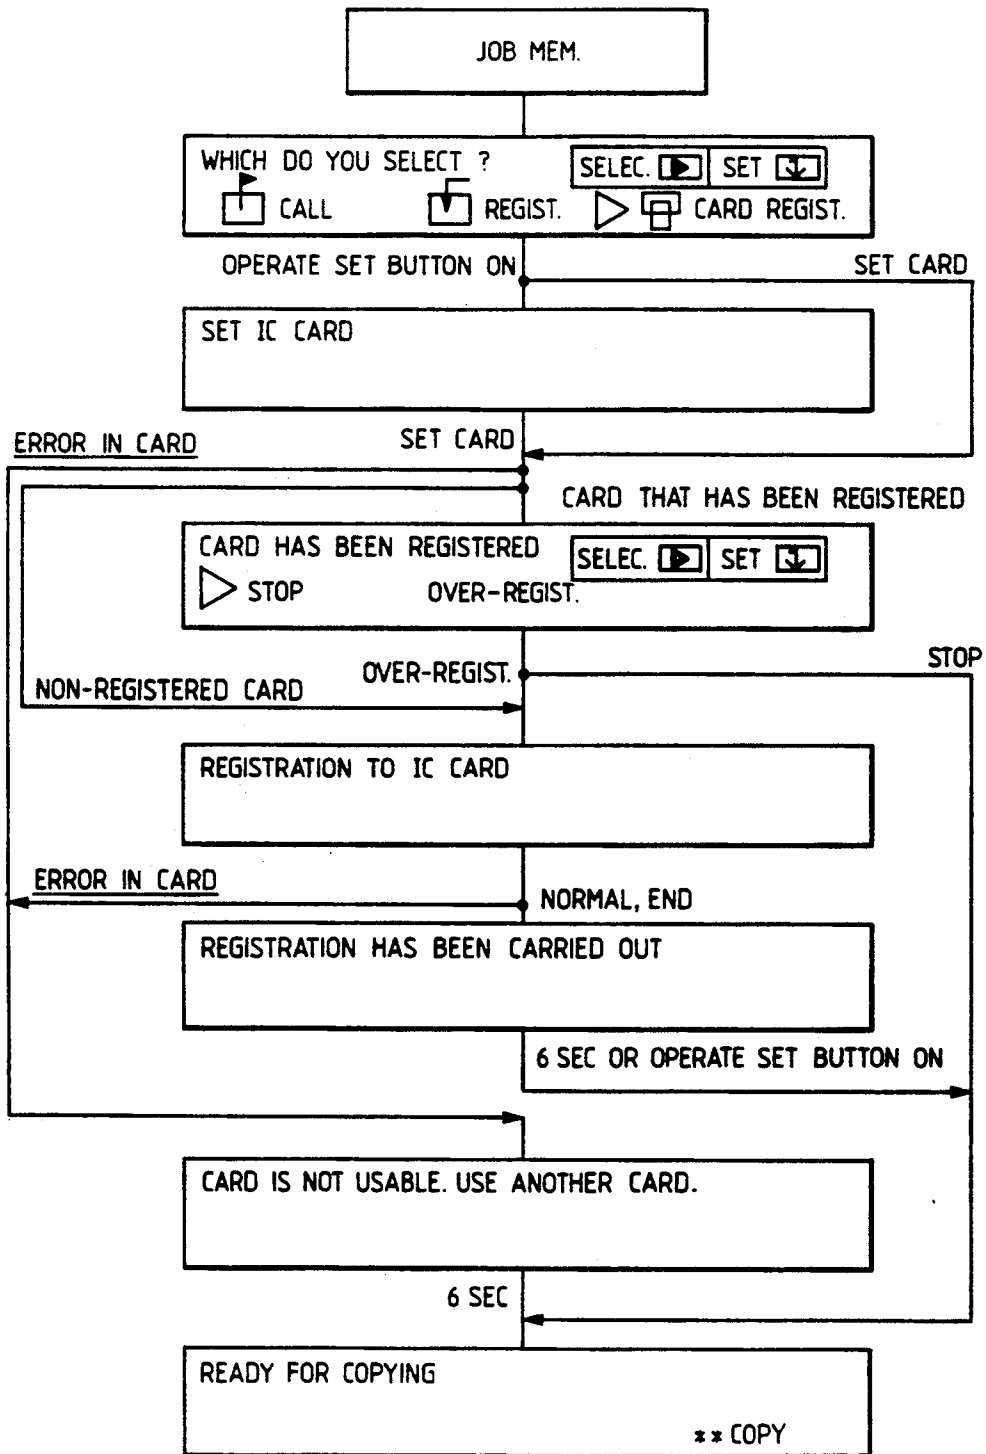 JOB MEM.
WHICH DO YOU SELECT ?
SELEC. SET
CALL REGIST. CARD REGIST.
OPERATE SET BUTTON ON
SET CARD
SET IC CARD
ERROR IN CARD
SET CARD
CARD THAT HAS BEEN REGISTERED
CARD HAS BEEN REGISTERED
SELEC. SET
STOP OVER-REGIST.
OVER-REGIST.
STOP
NON-REGISTERED CARD
REGISTRATION TO IC CARD
ERROR IN CARD
NORMAL, END
REGISTRATION HAS BEEN CARRIED OUT
6 SEC OR OPERATE SET BUTTON ON
CARD IS NOT USABLE. USE ANOTHER CARD.
6 SEC
READY FOR COPYING
** COPY